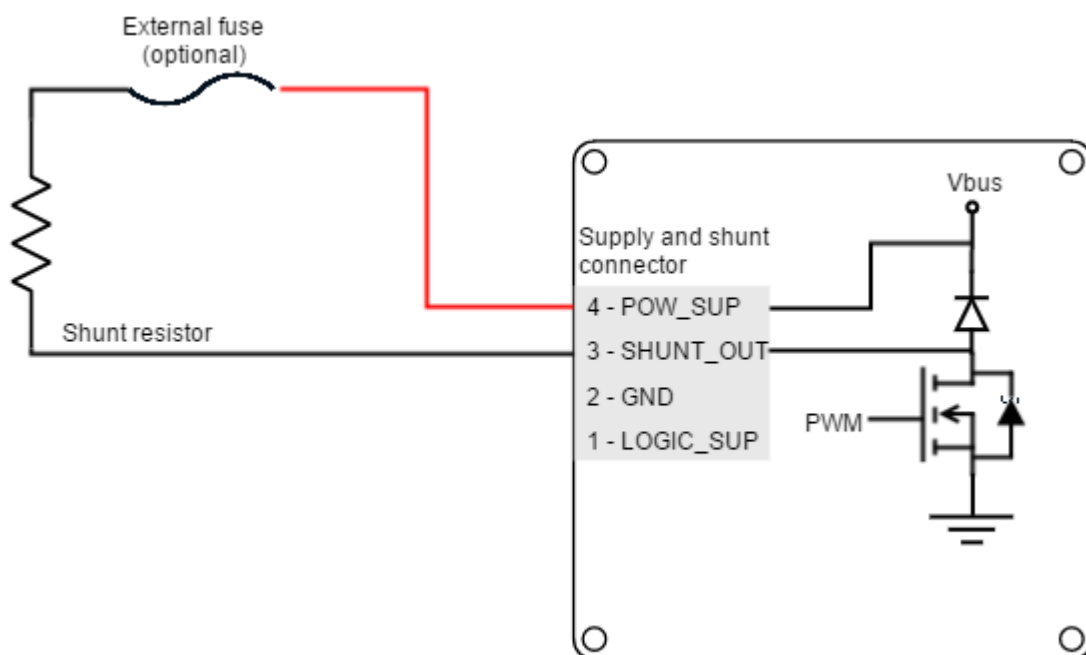 External fuse
(optional)
Vbus
Supply and shunt
connector
4 - POW_SUP
Shunt resistor
3 - SHUNT_OUT
2 - GND
PWM
1 - LOGIC_SUP